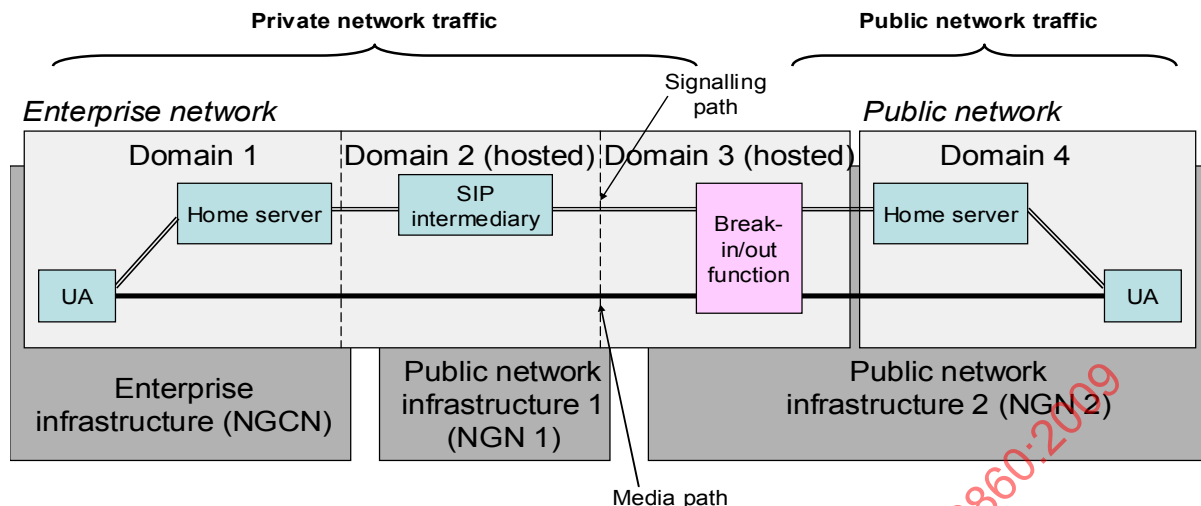 Private network traffic
Public network traffic
Signalling
path
Enterprise network
Public network
Domain 1
Domain 2 (hosted)
Domain 3 (hosted)
Domain 4
Home server
SIP
intermediary
Break-
in/out
function
Home server
UA
UA
Enterprise
infrastructure (NGCN)
Public network
infrastructure 1
(NGN 1)
Public network
infrastructure 2 (NGN 2)
Media path
860:2009